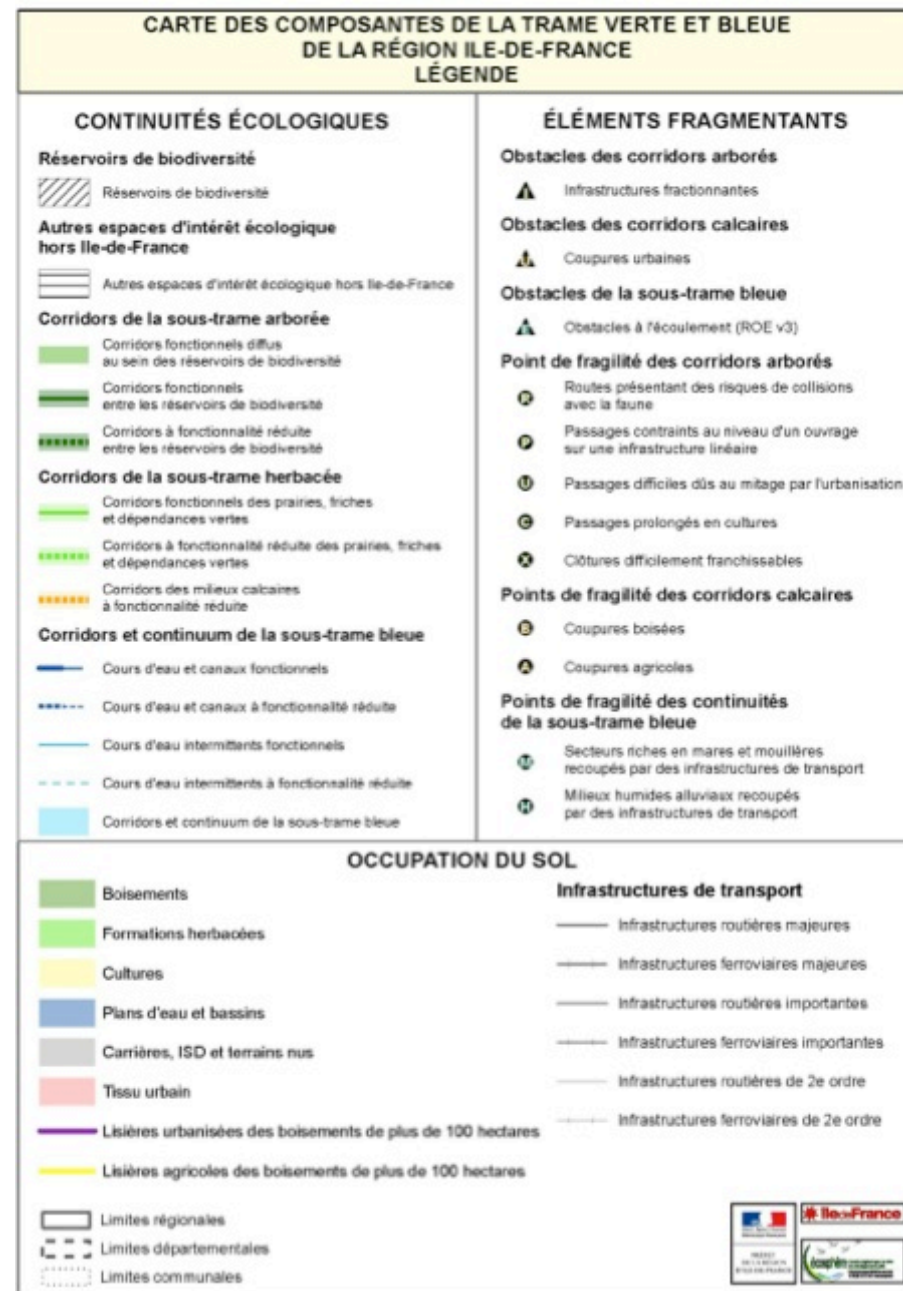 CARTE DES COMPOSANTES DE LA TRAME VERTE ET BLEUE
DE LA RÉGION ILE-DE-FRANCE
LÉGENDE
CONTINUITÉS ÉCOLOGIQUES
Réservoirs de biodiversité
Réservoirs de biodiversité
Autres espaces d'intérêt écologique
hors Ile-de-France
Autres espaces d'intérêt écologique hors Ile-de-France
Corridors de la sous-trame arborée
Corridors fonctionnels diffus
au sein des réservoirs de biodiversité
Corridors fonctionnels
entre les réservoirs de biodiversité
Corridors à fonctionnalité réduite
entre les réservoirs de biodiversité
Corridors de la sous-trame herbacée
Corridors fonctionnels des prairies, friches
et dépendances vertes
Corridors à fonctionnalité réduite des prairies, friches
et dépendances vertes
Corridors des milieux calcaires
à fonctionnalité réduite
Corridors et continuum de la sous-trame bleue
Cours d'eau et canaux fonctionnels
Cours d'eau et canaux à fonctionnalité réduite
Cours d'eau intermittents fonctionnels
Cours d'eau intermittents à fonctionnalité réduite
Corridors et continuum de la sous-trame bleue
ÉLÉMENTS FRAGMENTANTS
Obstacles des corridors arborés
Infrastructures fractionnantes
Obstacles des corridors calcaires
Coupures urbaines
Obstacles de la sous-trame bleue
Obstacles à l'écoulement (ROE v3)
Point de fragilité des corridors arborés
R Routes présentant des risques de collisions
avec la faune
P Passages contraints au niveau d'un ouvrage
sur une infrastructure linéaire
U Passages difficiles dûs au mitage par l'urbanisation
C Passages prolongés en cultures
X Clôtures difficilement franchissables
Points de fragilité des corridors calcaires
B Coupures boisées
A Coupures agricoles
Points de fragilité des continuités
de la sous-trame bleue
M Secteurs riches en mares et mouillères
recoupés par des infrastructures de transport
H Milieux humides alluviaux recoupés
par des infrastructures de transport
OCCUPATION DU SOL
Boisements
Formations herbacées
Cultures
Plans d'eau et bassins
Carrières, ISD et terrains nus
Tissu urbain
Lisières urbanisées des boisements de plus de 100 hectares
Lisières agricoles des boisements de plus de 100 hectares
Limites régionales
Limites départementales
Limites communales
Infrastructures de transport
Infrastructures routières majeures
Infrastructures ferroviaires majeures
Infrastructures routières importantes
Infrastructures ferroviaires importantes
Infrastructures routières de 2e ordre
Infrastructures ferroviaires de 2e ordre
PRÉFET
DE LA RÉGION
D'ILE-DE-FRANCE
île de France